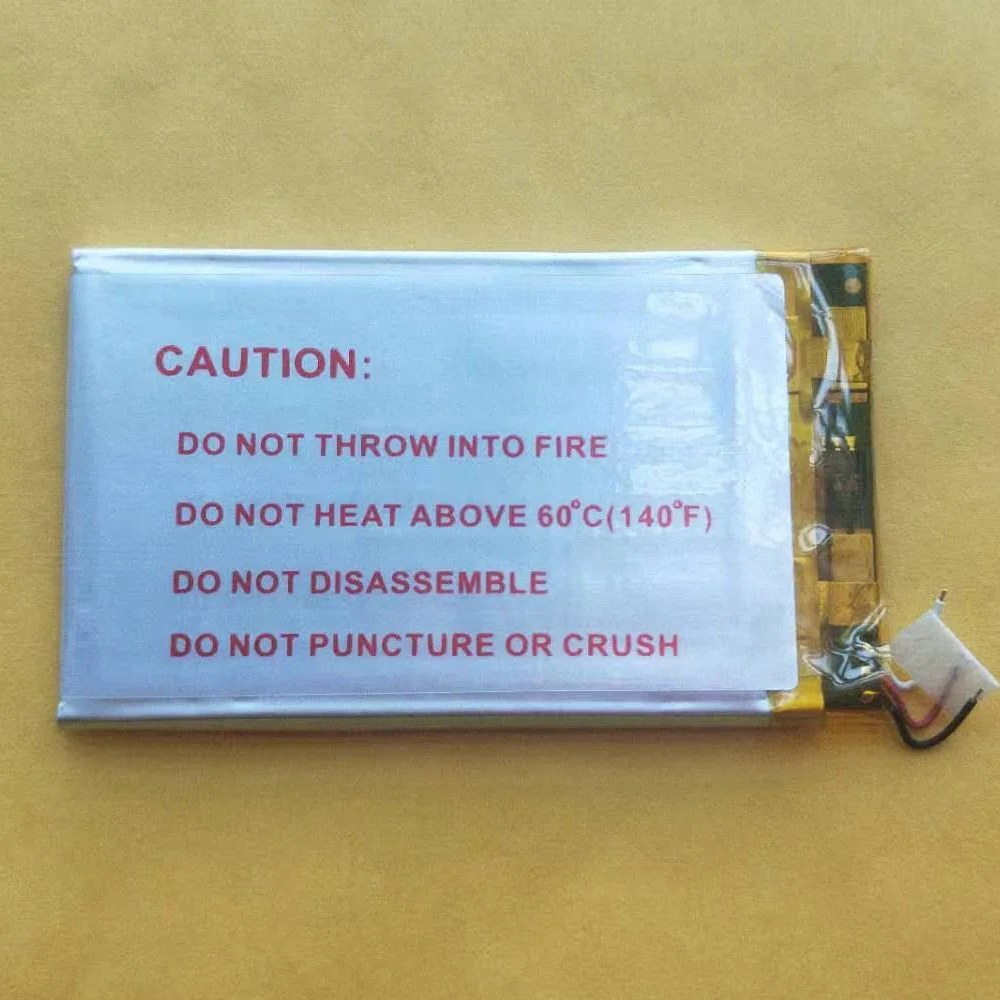 CAUTION:
DO NOT THROW INTO FIRE
DO NOT HEAT ABOVE 60°C(140°F)
DO NOT DISASSEMBLE
DO NOT PUNCTURE OR CRUSH